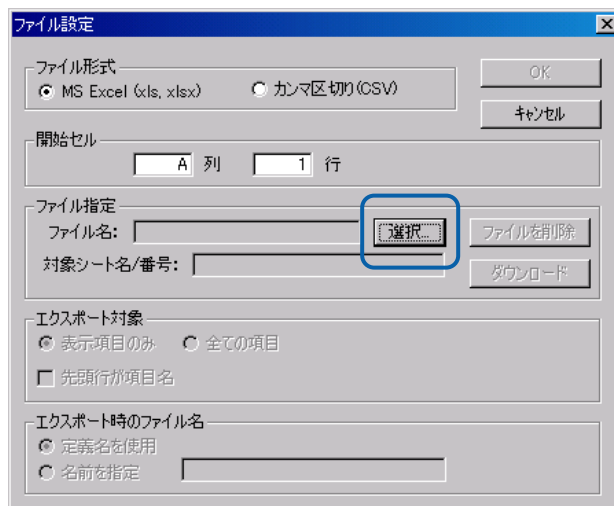 ファイル設定
ファイル形式
MS Excel (xls, xlsx) カンマ区切り(CSV)
OK
キャンセル
開始セル
A 列 1 行
ファイル指定
ファイル名: 選択... ファイルを削除
対象シート名/番号: ダウンロード
エクスポート対象
表示項目のみ 全ての項目
先頭行が項目名
エクスポート時のファイル名
定義名を使用
名前を指定